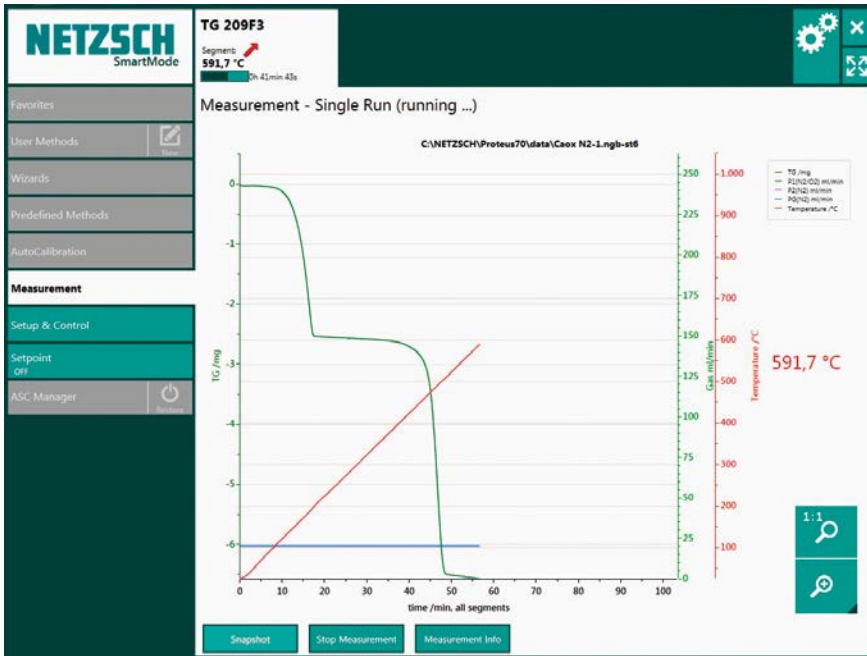 NETZSCH
SmartMode
TG 209F3
Segment:
591,7 °C
0h 41min 43s
Favorites
User Methods
New
Wizards
Predefined Methods
AutoCalibration
Measurement
Setup & Control
Setpoint
OFF
ASC Manager
Restore
Measurement - Single Run (running ...)
C:\NETZSCH\Proteus70\data\Caox N2-1.ngb-st6
TG /mg
0
-1
-2
-3
-4
-5
-6
250
225
200
175
150
125
100
75
50
25
0
Gas ml/min
1.000
900
800
700
600
500
400
300
200
100
Temperature /°C
TG /mg
P1(N2/O2) ml/min
P2(N2) ml/min
PG(N2) ml/min
Temperature /°C
591,7 °C
0 10 20 30 40 50 60 70 80 90 100
time /min, all segments
1:1
Snapshot
Stop Measurement
Measurement Info